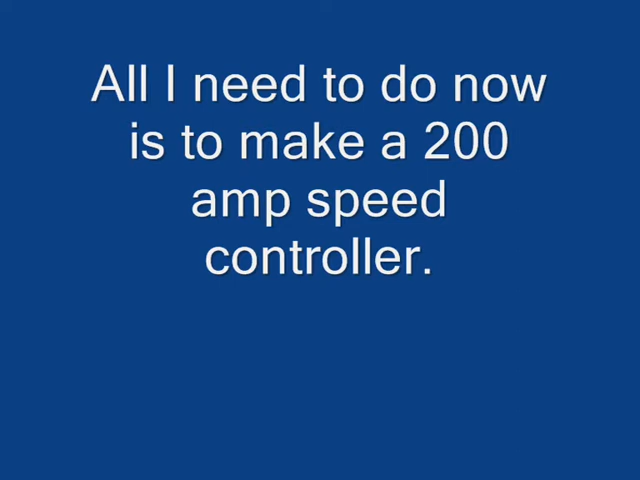 All I need to do now
is to make a 200
amp speed
controller.